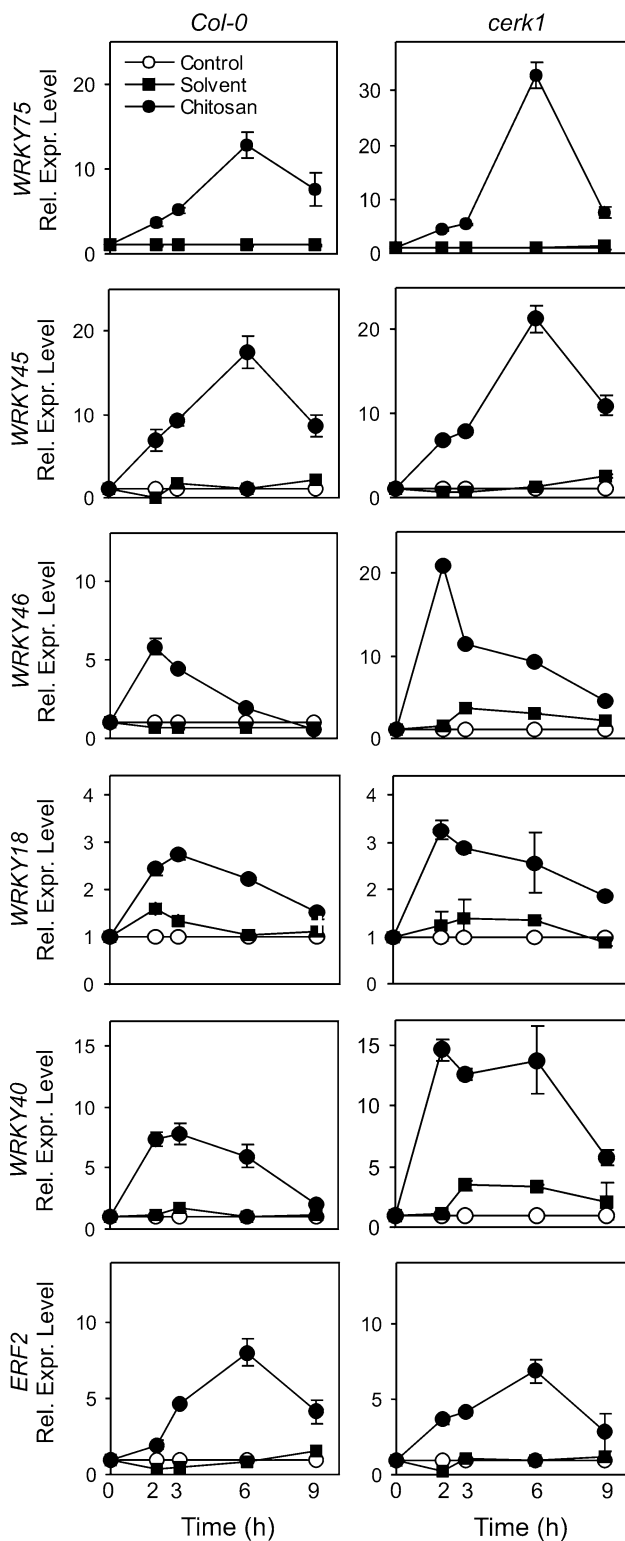 Col-0 cerk1
WRKY75
Rel. Expr. Level
Control
Solvent
Chitosan
20
10
0
30
20
10
0
WRKY45
Rel. Expr. Level
20
10
0
20
10
0
WRKY46
Rel. Expr. Level
10
5
0
20
10
0
WRKY18
Rel. Expr. Level
4
3
2
1
0
4
3
2
1
0
WRKY40
Rel. Expr. Level
15
10
5
0
15
10
5
0
ERF2
Rel. Expr. Level
10
5
0
10
5
0
0 2 3 6 9 0 2 3 6 9
Time (h) Time (h)